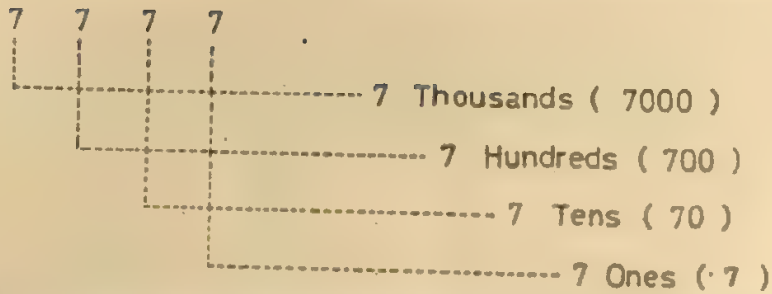 7 7 7 7
7 Thousands ( 7000 )
7 Hundreds ( 700 )
7 Tens ( 70 )
7 Ones ( 7 )